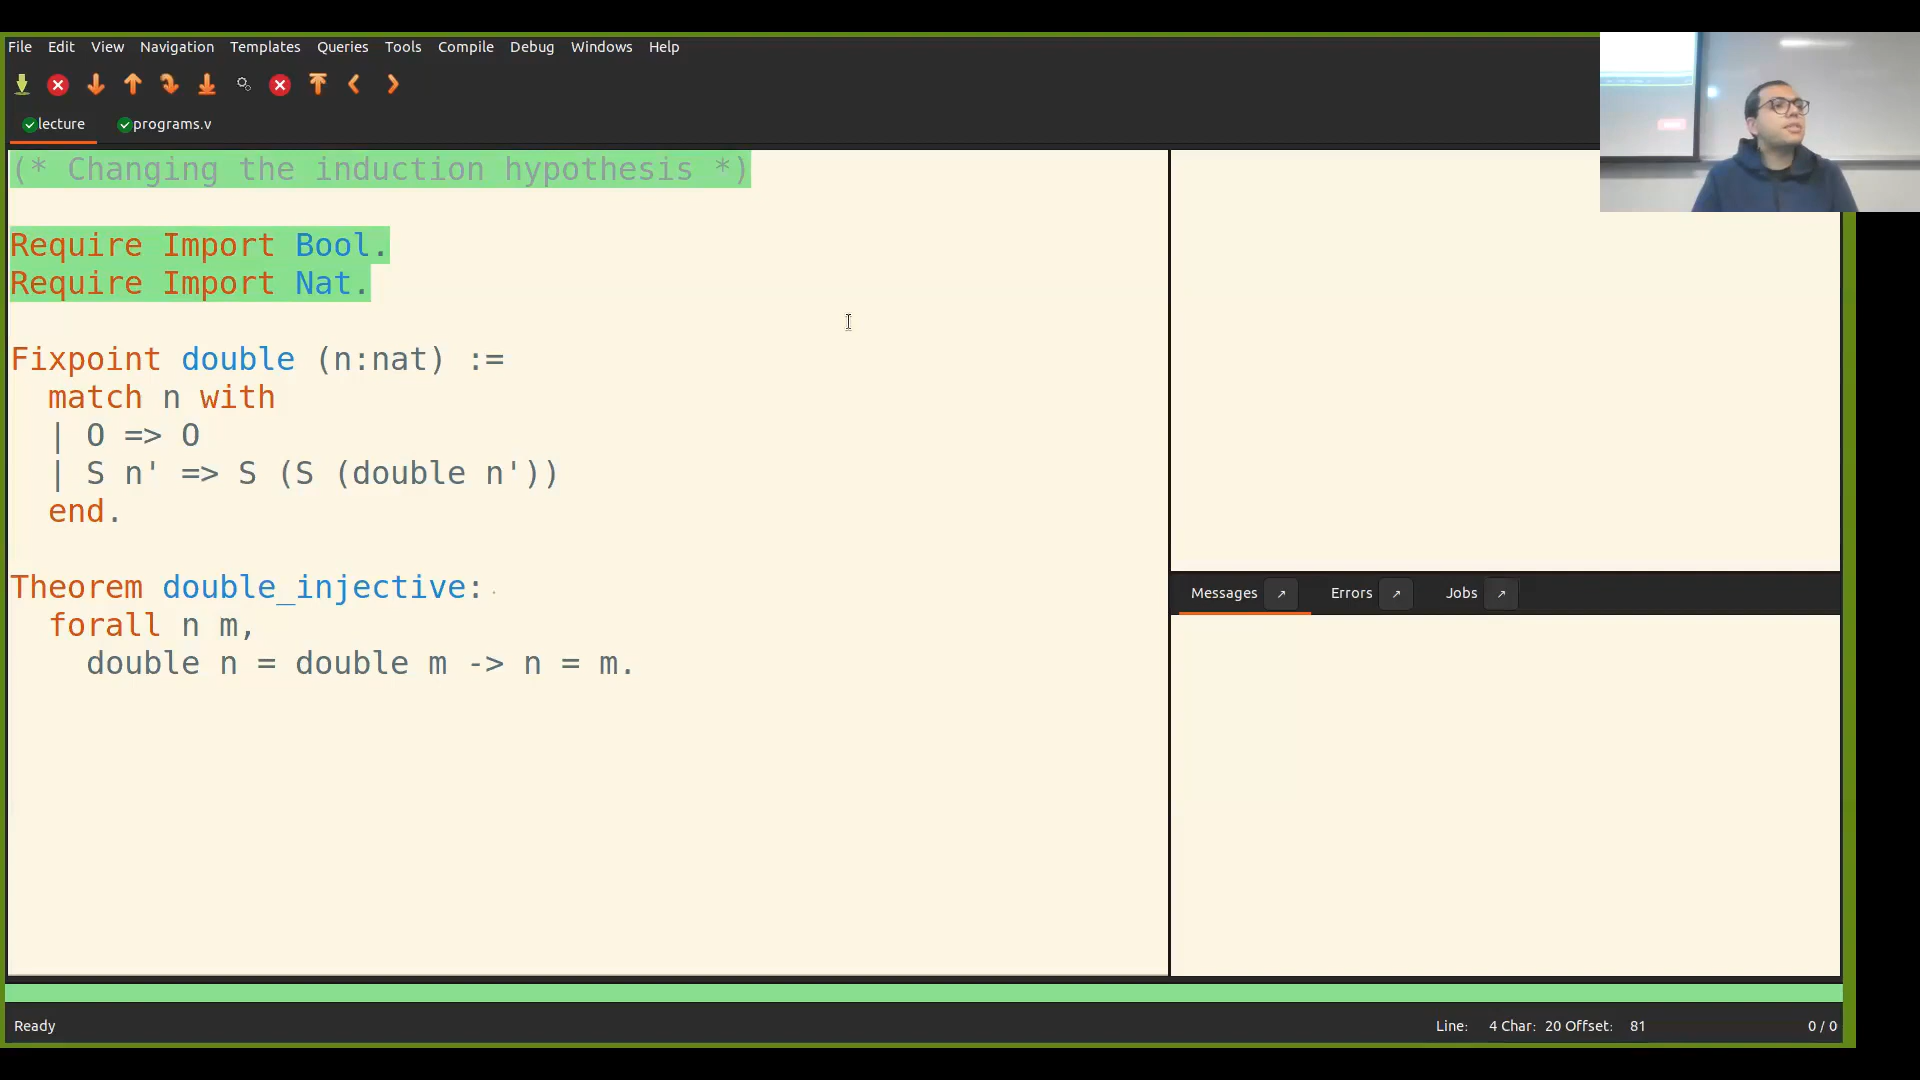 File Edit View Navigation Templates Queries Tools Compile Debug Windows Help
lecture programs.v
(* Changing the induction hypothesis *)
Require Import Bool.
Require Import Nat.
Fixpoint double (n:nat) :=
match n with
| O => O
| S n' => S (S (double n'))
end.
Theorem double_injective:
forall n m,
double n = double m -> n = m.
Messages Errors Jobs
Ready Line: 4 Char: 20 Offset: 81 0 / 0